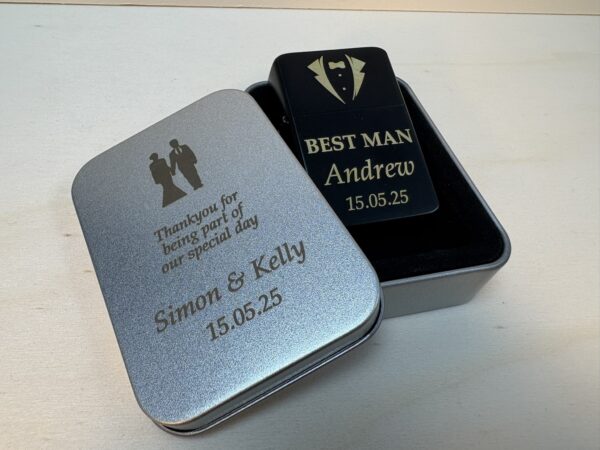 Thankyou for
being part of
our special day
Simon & Kelly
15.05.25
BEST MAN
Andrew
15.05.25